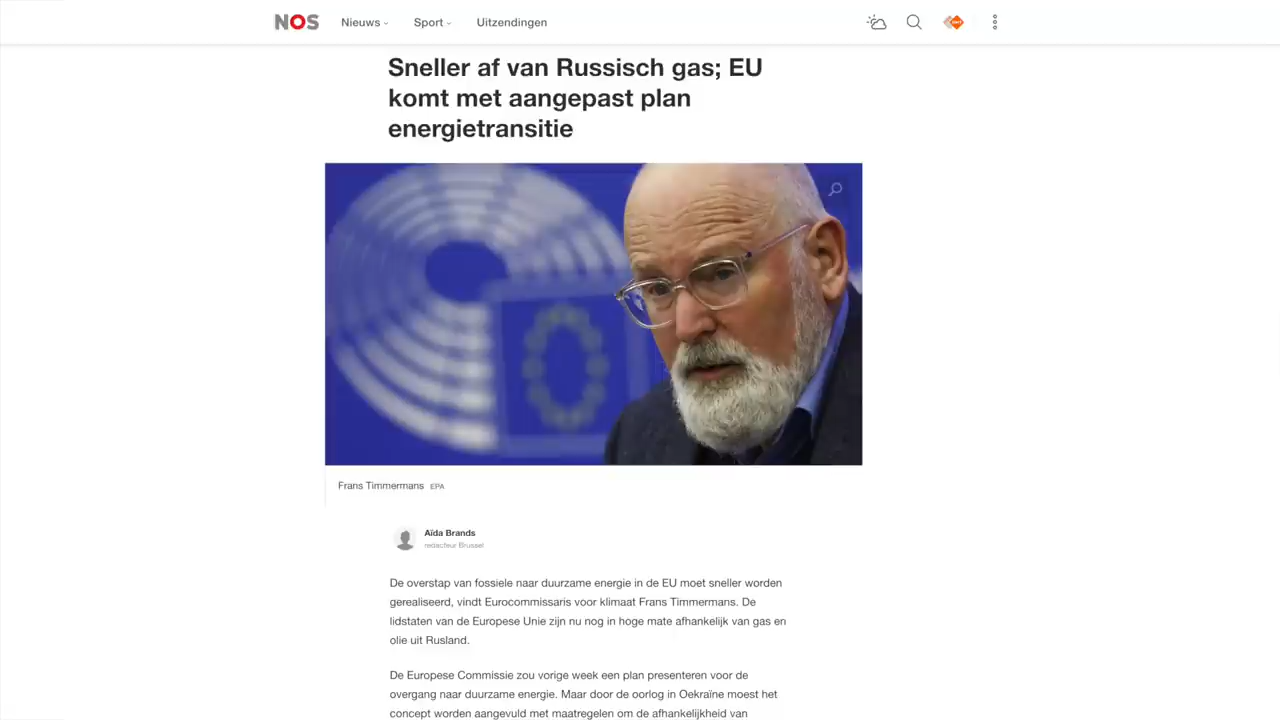 NOS Nieuws Sport Uitzendingen
Sneller af van Russisch gas; EU
komt met aangepast plan
energietransitie
Frans Timmermans EPA
Aïda Brands
redacteur Brussel
De overstap van fossiele naar duurzame energie in de EU moet sneller worden
gerealiseerd, vindt Eurocommissaris voor klimaat Frans Timmermans. De
lidstaten van de Europese Unie zijn nu nog in hoge mate afhankelijk van gas en
olie uit Rusland.
De Europese Commissie zou vorige week een plan presenteren voor de
overgang naar duurzame energie. Maar door de oorlog in Oekraïne moest het
concept worden aangevuld met maatregelen om de afhankelijkheid van